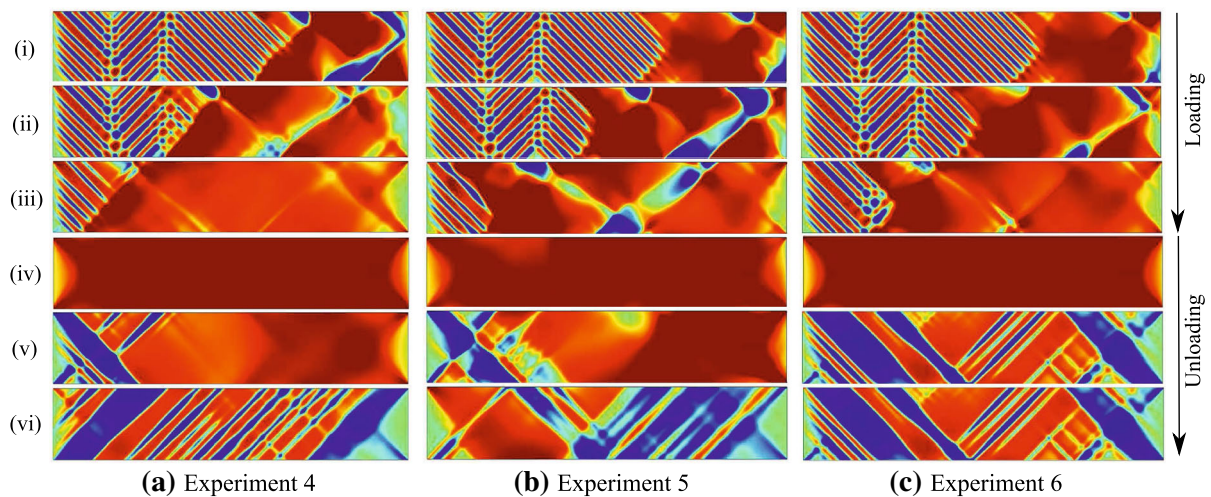 (i)
(ii)
(iii)
(iv)
(v)
(vi)
Loading
Unloading
(a) Experiment 4
(b) Experiment 5
(c) Experiment 6